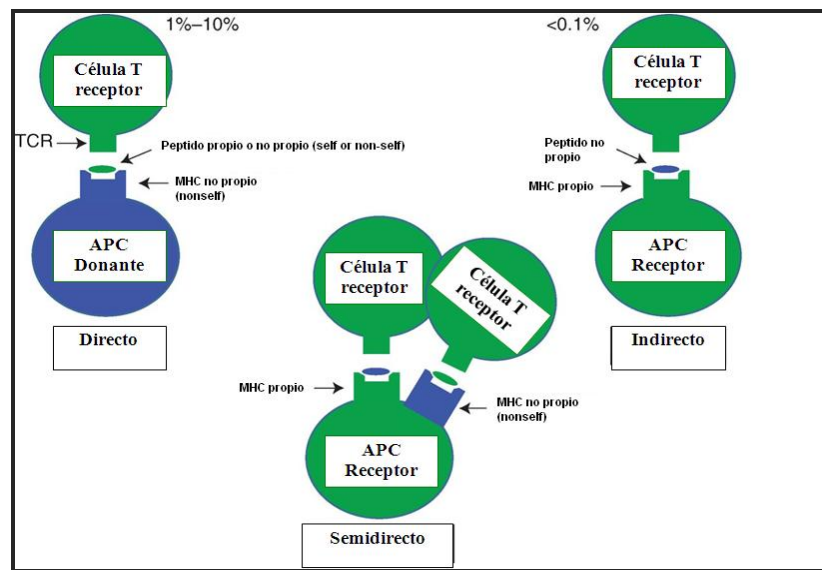 1%–10%
Célula T
receptor
TCR
Peptido propio o no propio (self or non-self)
MHC no propio
(nonself)
APC
Donante
Directo
<0.1%
Célula T
receptor
Peptido no
propio
MHC propio
APC
Receptor
Indirecto
Célula T
receptor
Célula T
receptor
MHC propio
MHC no propio
(nonself)
APC
Receptor
Semidirecto